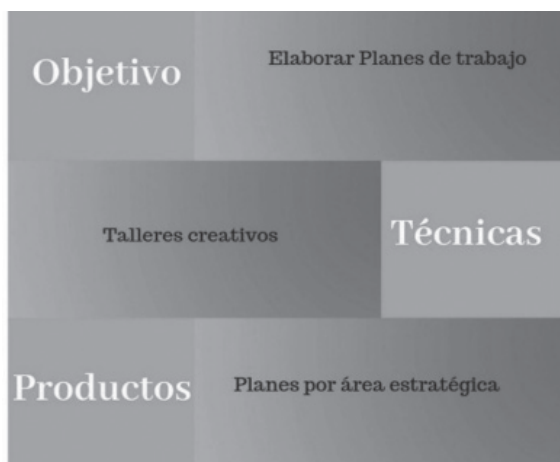 Objetivo
Elaborar Planes de trabajo
Talleres creativos
Técnicas
Productos
Planes por área estratégica